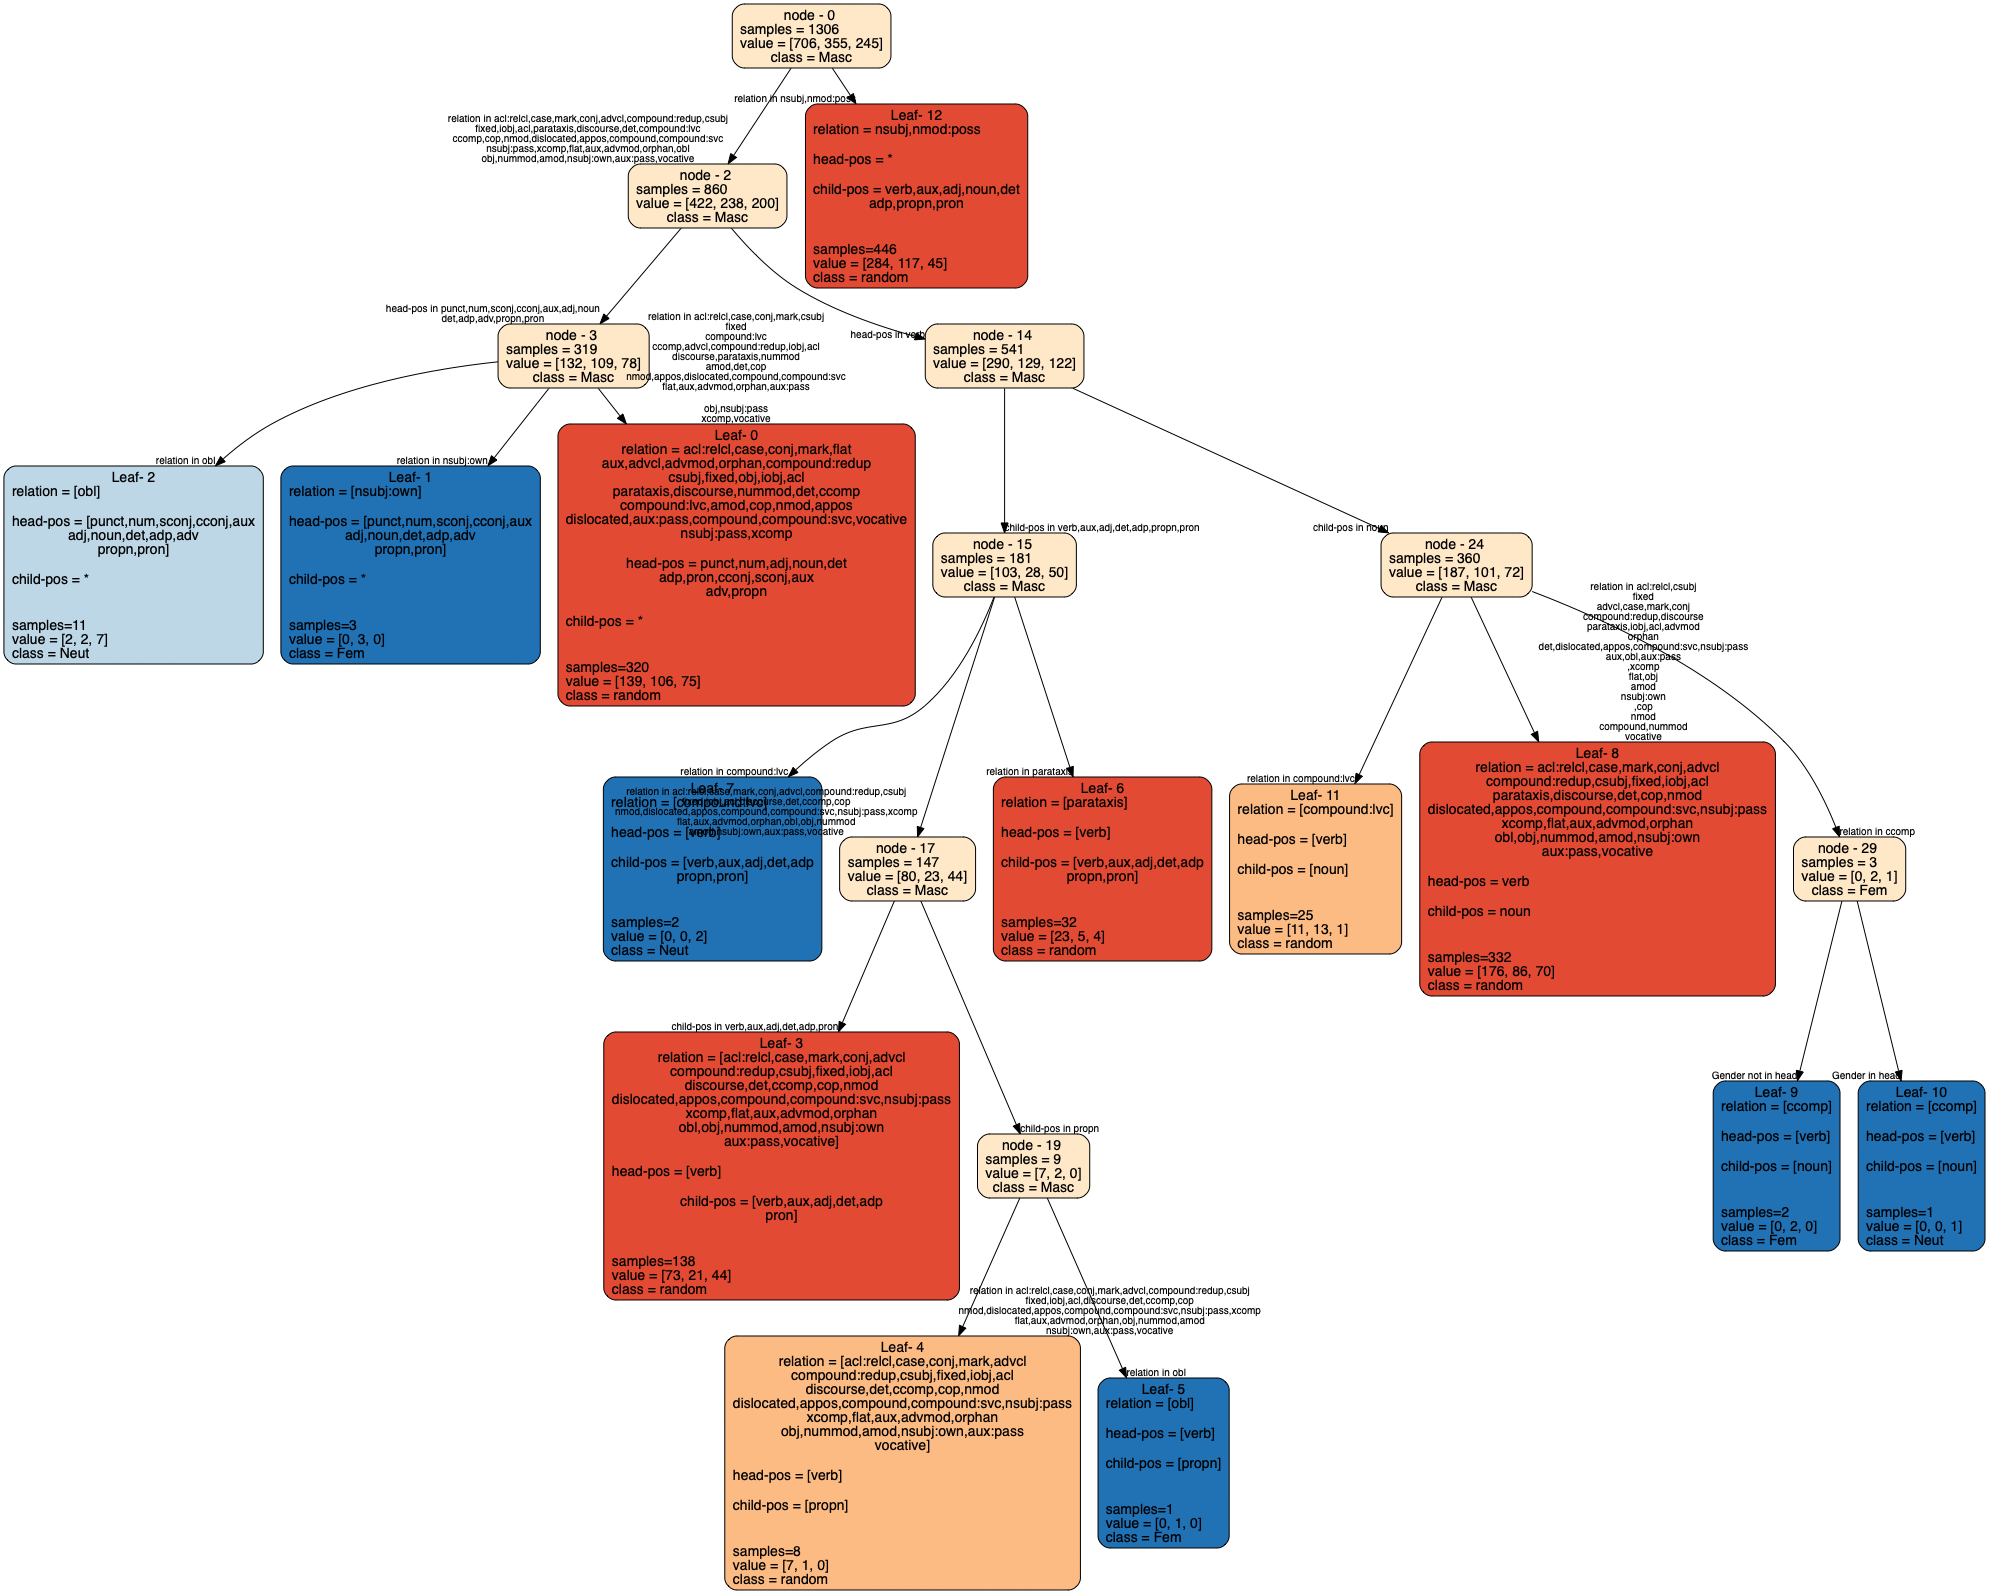 node - 0
samples = 1306
value = [706, 355, 245]
class = Masc
relation in nsubj,nmod:poss
relation in acl:relcl,case,mark,conj,advcl,compound:redup,csubj
fixed,iobj,acl,parataxis,discourse,det,compound:lvc
ccomp,cop,nmod,dislocated,appos,compound,compound:svc
nsubj:pass,xcomp,flat,aux,advmod,orphan,obl
obj,nummod,amod,nsubj:own,aux:pass,vocative
Leaf- 12
relation = nsubj,nmod:poss
head-pos = *
child-pos = verb,aux,adj,noun,det
adp,propn,pron
samples=446
value = [284, 117, 45]
class = random
node - 2
samples = 860
value = [422, 238, 200]
class = Masc
head-pos in punct,num,sconj,cconj,aux,adj,noun
det,adp,adv,propn,pron
node - 3
samples = 319
value = [132, 109, 78]
class = Masc
relation in acl:relcl,case,conj,mark,csubj
fixed
compound:lvc
ccomp,advcl,compound:redup,iobj,acl
discourse,parataxis,nummod
amod,det,cop
nmod,appos,dislocated,compound,compound:svc
flat,aux,advmod,orphan,aux:pass
obj,nsubj:pass
xcomp,vocative
head-pos in verb
node - 14
samples = 541
value = [290, 129, 122]
class = Masc
relation in obl
Leaf- 2
relation = [obl]
head-pos = [punct,num,sconj,cconj,aux
adj,noun,det,adp,adv
propn,pron]
child-pos = *
samples=11
value = [2, 2, 7]
class = Neut
relation in nsubj:own
Leaf- 1
relation = [nsubj:own]
head-pos = [punct,num,sconj,cconj,aux
adj,noun,det,adp,adv
propn,pron]
child-pos = *
samples=3
value = [0, 3, 0]
class = Fem
Leaf- 0
relation = acl:relcl,case,conj,mark,flat
aux,advcl,advmod,orphan,compound:redup
csubj,fixed,obj,iobj,acl
parataxis,discourse,nummod,det,ccomp
compound:lvc,amod,cop,nmod,appos
dislocated,aux:pass,compound,compound:svc,vocative
nsubj:pass,xcomp
head-pos = punct,num,adj,noun,det
adp,pron,cconj,sconj,aux
adv,propn
child-pos = *
samples=320
value = [139, 106, 75]
class = random
child-pos in verb,aux,adj,det,adp,propn,pron
node - 15
samples = 181
value = [103, 28, 50]
class = Masc
child-pos in noun
node - 24
samples = 360
value = [187, 101, 72]
class = Masc
relation in acl:relcl,csubj
fixed
advcl,case,mark,conj
compound:redup,discourse
parataxis,iobj,acl,advmod
orphan
det,dislocated,appos,compound:svc,nsubj:pass
aux,obl,aux:pass
,xcomp
flat,obj
amod
nsubj:own
,cop
nmod
compound,nummod
vocative
relation in compound:lvc
Leaf- 7
relation = [compound:lvc]
head-pos = [verb]
child-pos = [verb,aux,adj,det,adp
propn,pron]
samples=2
value = [0, 0, 2]
class = Neut
relation in acl:relcl,case,mark,conj,advcl,compound:redup,csubj
nmod,dislocated,appos,compound,compound:svc,nsubj:pass,xcomp
flat,aux,advmod,orphan,obl,obj,nummod
amod,nsubj:own,aux:pass,vocative
node - 17
samples = 147
value = [80, 23, 44]
class = Masc
relation in parataxis
Leaf- 6
relation = [parataxis]
head-pos = [verb]
child-pos = [verb,aux,adj,det,adp
propn,pron]
samples=32
value = [23, 5, 4]
class = random
relation in compound:lvc
Leaf- 11
relation = [compound:lvc]
head-pos = [verb]
child-pos = [noun]
samples=25
value = [11, 13, 1]
class = random
Leaf- 8
relation = acl:relcl,case,mark,conj,advcl
compound:redup,csubj,fixed,iobj,acl
parataxis,discourse,det,cop,nmod
dislocated,appos,compound,compound:svc,nsubj:pass
xcomp,flat,aux,advmod,orphan
obl,obj,nummod,amod,nsubj:own
aux:pass,vocative
head-pos = verb
child-pos = noun
samples=332
value = [176, 86, 70]
class = random
relation in ccomp
node - 29
samples = 3
value = [0, 2, 1]
class = Fem
child-pos in verb,aux,adj,det,adp,pron
Leaf- 3
relation = [acl:relcl,case,mark,conj,advcl
compound:redup,csubj,fixed,iobj,acl
discourse,det,ccomp,cop,nmod
dislocated,appos,compound,compound:svc,nsubj:pass
xcomp,flat,aux,advmod,orphan
obl,obj,nummod,amod,nsubj:own
aux:pass,vocative]
head-pos = [verb]
child-pos = [verb,aux,adj,det,adp
pron]
samples=138
value = [73, 21, 44]
class = random
child-pos in propn
node - 19
samples = 9
value = [7, 2, 0]
class = Masc
Gender not in head
Leaf- 9
relation = [ccomp]
head-pos = [verb]
child-pos = [noun]
samples=2
value = [0, 2, 0]
class = Fem
Gender in head
Leaf- 10
relation = [ccomp]
head-pos = [verb]
child-pos = [noun]
samples=1
value = [0, 0, 1]
class = Neut
relation in acl:relcl,case,conj,mark,advcl,compound:redup,csubj
fixed,iobj,acl,discourse,det,ccomp,cop
nmod,dislocated,appos,compound,compound:svc,nsubj:pass,xcomp
flat,aux,advmod,orphan,obj,nummod,amod
nsubj:own,aux:pass,vocative
Leaf- 4
relation = [acl:relcl,case,conj,mark,advcl
compound:redup,csubj,fixed,iobj,acl
discourse,det,ccomp,cop,nmod
dislocated,appos,compound,compound:svc,nsubj:pass
xcomp,flat,aux,advmod,orphan
obj,nummod,amod,nsubj:own,aux:pass
vocative]
head-pos = [verb]
child-pos = [propn]
samples=8
value = [7, 1, 0]
class = random
relation in obl
Leaf- 5
relation = [obl]
head-pos = [verb]
child-pos = [propn]
samples=1
value = [0, 1, 0]
class = Fem